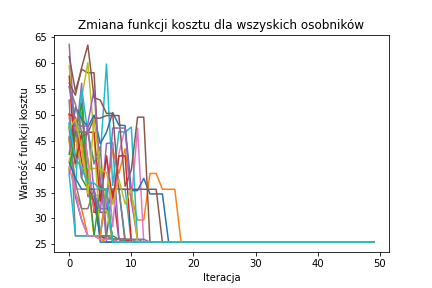 Zmiana funkcji kosztu dla wszyskich osobników
Wartość funkcji kosztu
65
60
55
50
45
40
35
30
25
0 10 20 30 40 50
Iteracja